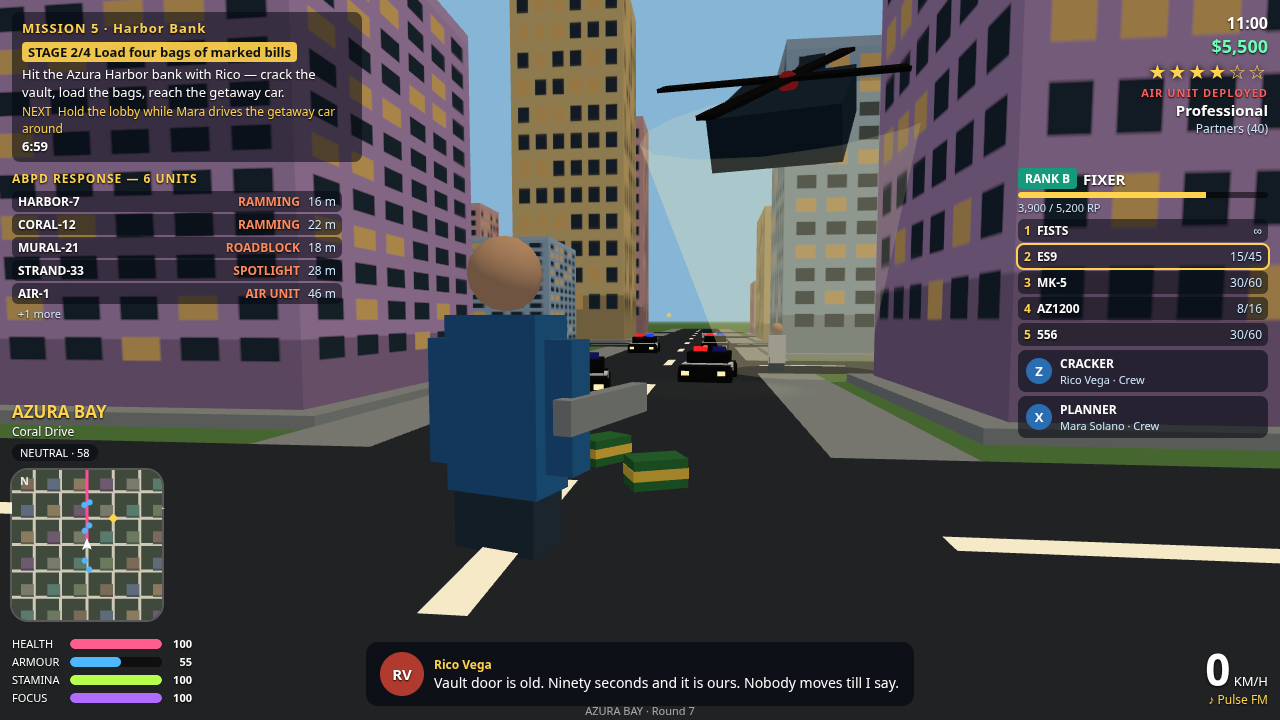 MISSION 5 · Harbor Bank
STAGE 2/4 Load four bags of marked bills
Hit the Azura Harbor bank with Rico — crack the
vault, load the bags, reach the getaway car.
NEXT Hold the lobby while Mara drives the getaway car
around
6:59
ABPD RESPONSE — 6 UNITS
HARBOR-7 RAMMING 16 m
CORAL-12 RAMMING 22 m
MURAL-21 ROADBLOCK 18 m
STRAND-33 SPOTLIGHT 28 m
AIR-1 AIR UNIT 46 m
+1 more
11:00
$5,500
★★★★☆☆
AIR UNIT DEPLOYED
Professional
Partners (40)
RANK B FIXER
3,900 / 5,200 RP
1 FISTS ∞
2 ES9 15/45
3 MK-5 30/60
4 AZ1200 8/16
5 556 30/60
Z CRACKER
Rico Vega · Crew
X PLANNER
Mara Solano · Crew
AZURA BAY
Coral Drive
NEUTRAL · 58
N
HEALTH 100
ARMOUR 55
STAMINA 100
FOCUS 100
RV
Rico Vega
Vault door is old. Ninety seconds and it is ours. Nobody moves till I say.
AZURA BAY · Round 7
0 KM/H
♪ Pulse FM